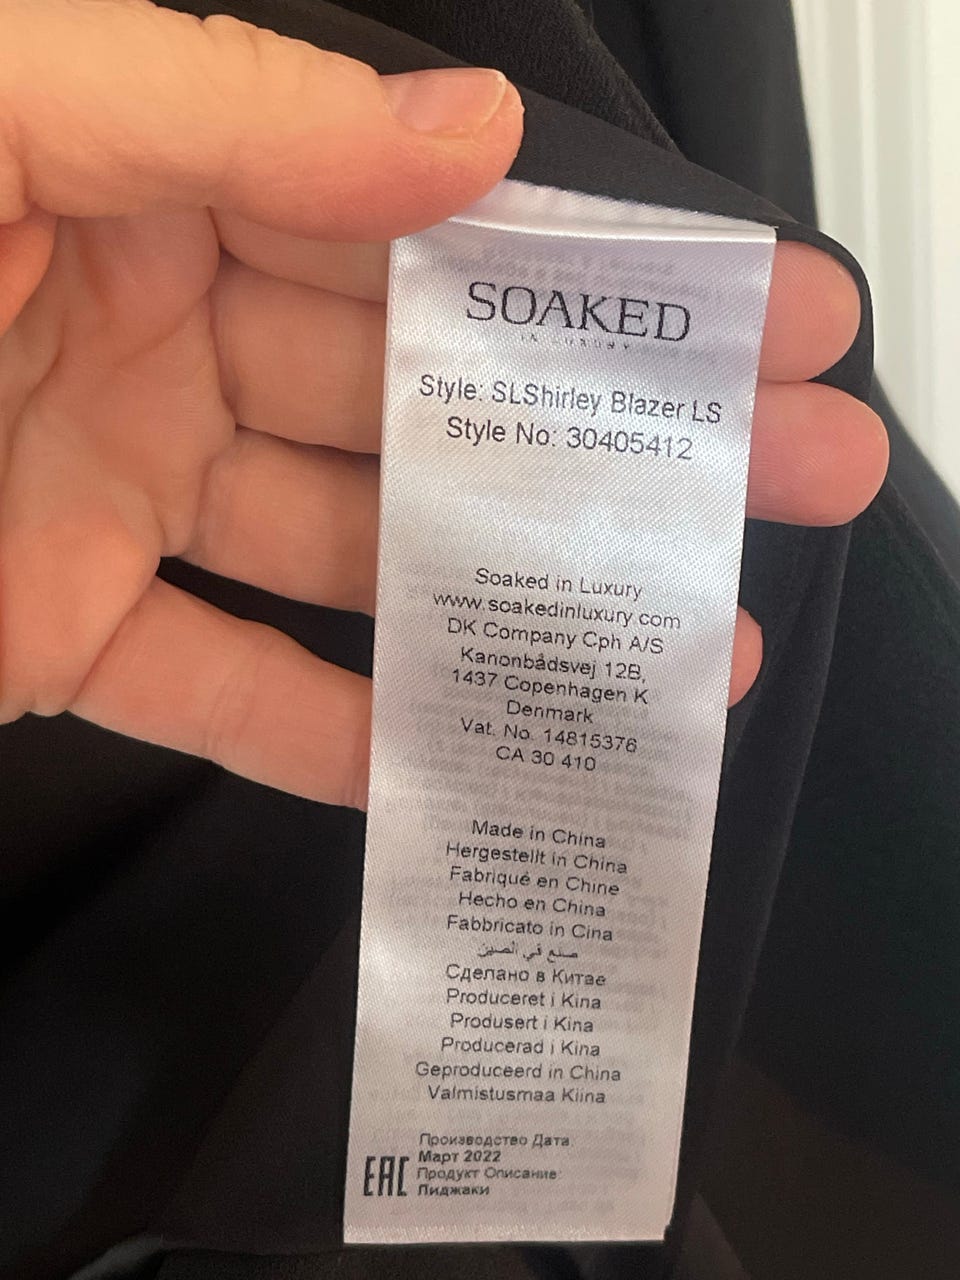 SOAKED
IN LUXURY
Style: SLShirley Blazer LS
Style No: 30405412
Soaked in Luxury
www.soakedinluxury.com
DK Company Cph A/S
Kanonbådsvej 12B,
1437 Copenhagen K
Denmark
Vat. No. 14815376
CA 30 410
Made in China
Hergestellt in China
Fabriqué en Chine
Hecho en China
Fabbricato in Cina
صنع في الصين
Сделано в Китае
Produceret i Kina
Produsert i Kina
Producerad i Kina
Geproduceerd in China
Valmistusmaa Kiina
Производство Дата:
Март 2022
EAC
Продукт Описание:
Пиджаки